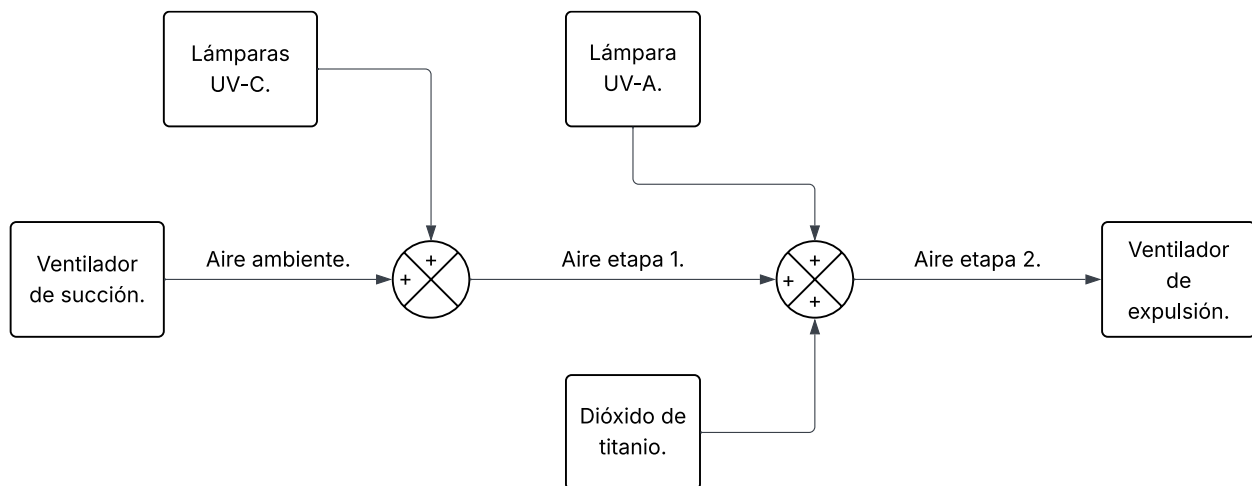 Lámparas
UV-C.
Lámpara
UV-A.
Ventilador
de succión.
Aire ambiente.
+
+
Aire etapa 1.
+
+
+
Aire etapa 2.
Ventilador
de
expulsión.
Dióxido de
titanio.